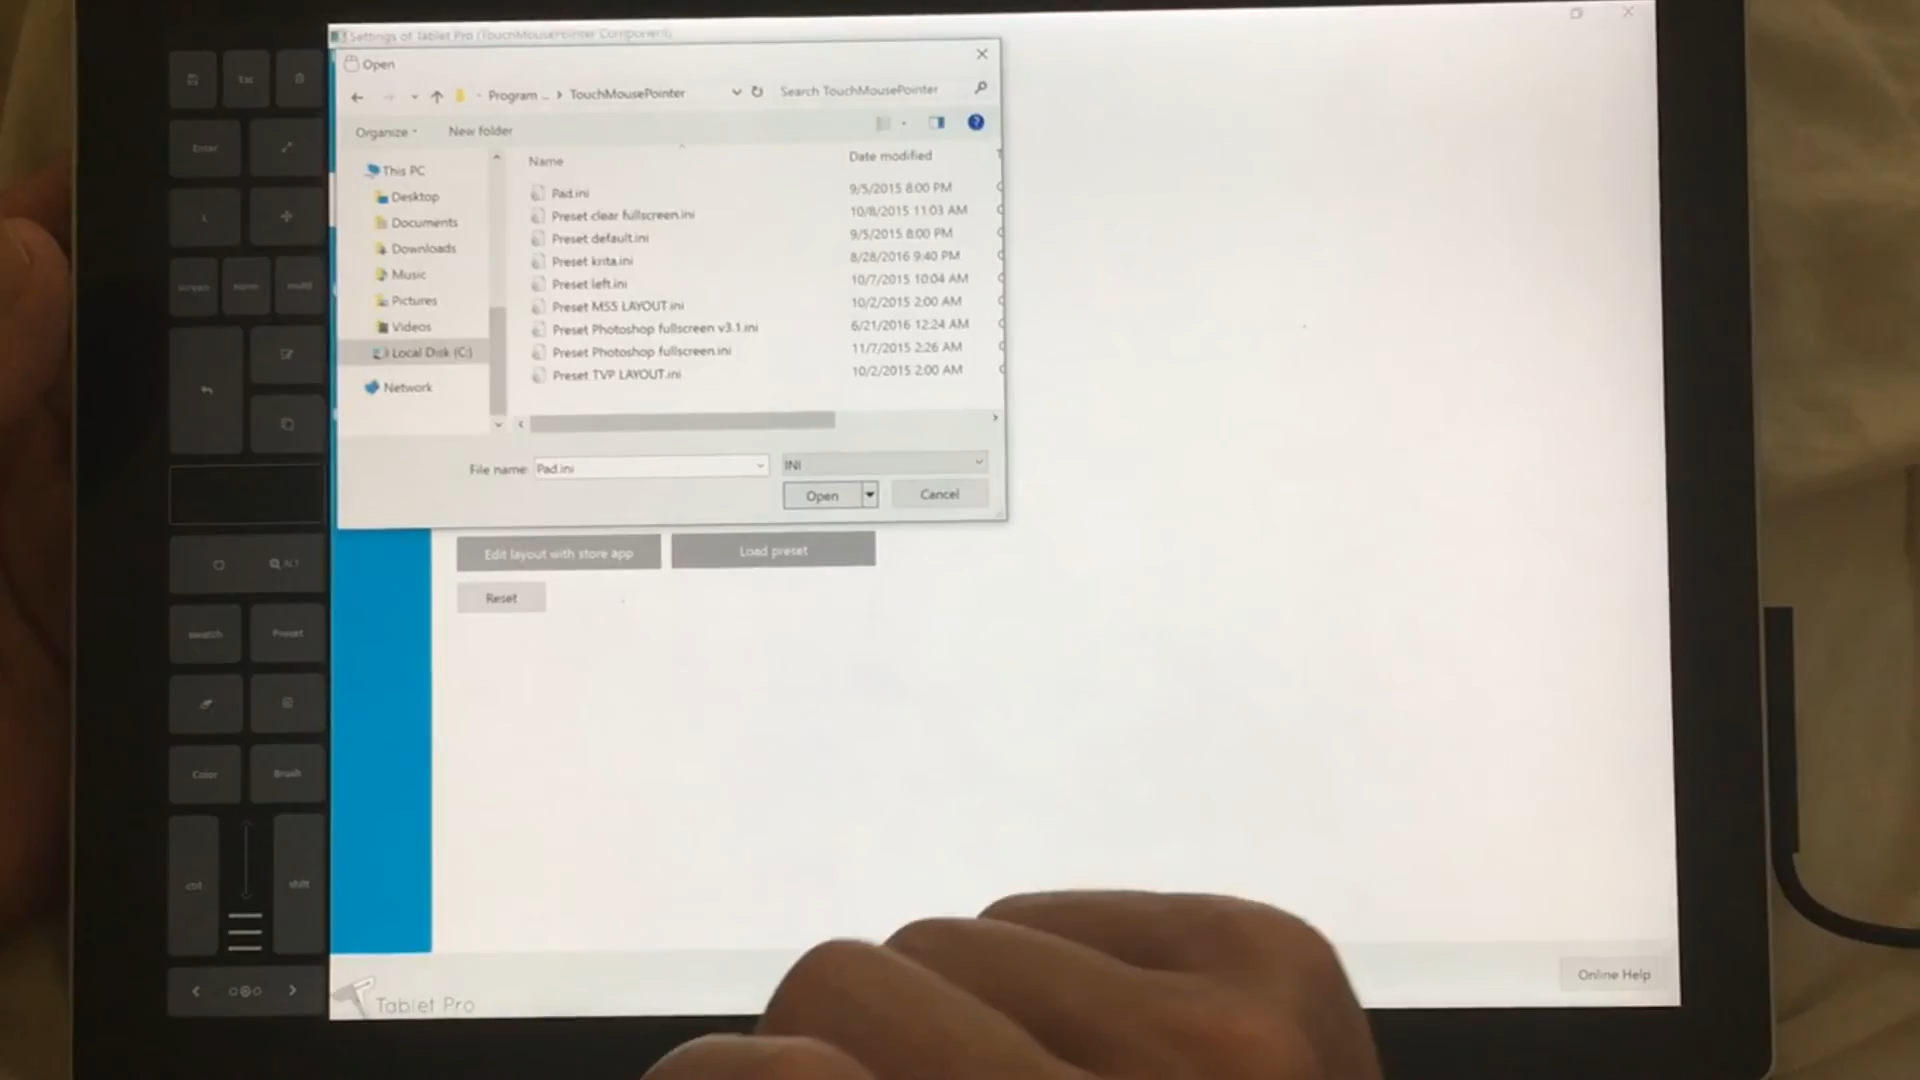 Settings of Tablet Pro (TouchMousePointer Component)
Open
Program ... › TouchMousePointer
Search TouchMousePointer
Organize
New folder
Name
Date modified
This PC
Desktop
Documents
Downloads
Music
Pictures
Videos
Local Disk (C:)
Network
Pad.ini 9/5/2015 8:00 PM
Preset clear fullscreen.ini 10/8/2015 11:03 AM
Preset default.ini 9/5/2015 8:00 PM
Preset krita.ini 8/28/2016 9:40 PM
Preset left.ini 10/7/2015 10:04 AM
Preset MS5 LAYOUT.ini 10/2/2015 2:00 AM
Preset Photoshop fullscreen v3.1.ini 6/21/2016 12:24 AM
Preset Photoshop fullscreen.ini 11/7/2015 2:26 AM
Preset TVP LAYOUT.ini 10/2/2015 2:00 AM
File name: Pad.ini
INI
Open
Cancel
Edit layout with store app
Load preset
Reset
Online Help
Tablet Pro
Esc
Enter
screen
multi
ALT
swatch
Preset
Color
Brush
ctrl
shift